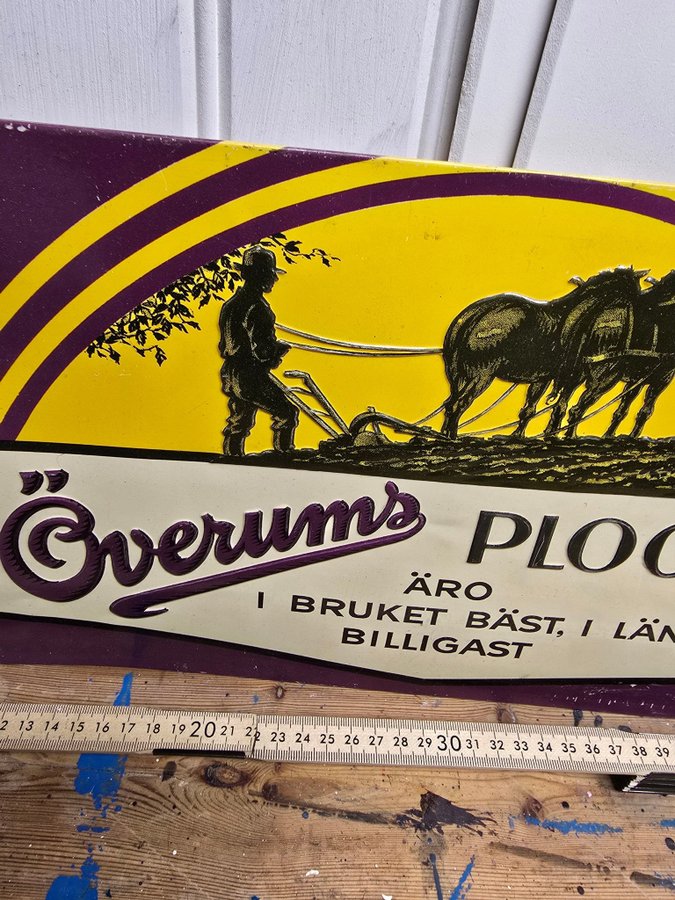 Överums PLOG
ÄRO
I BRUKET BÄST, I LÄN
BILLIGAST
2 13 14 15 16 17 18 19 20 21 22 23 24 25 26 27 28 29 30 31 32 33 34 35 36 37 38 39